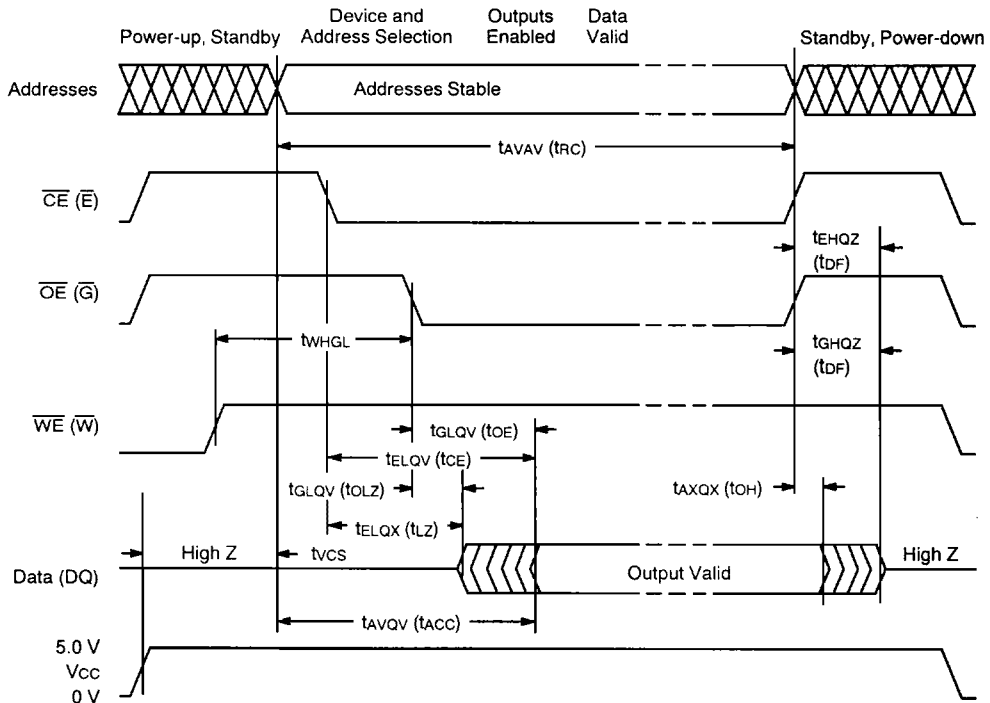 Power-up, Standby
Device and
Address Selection
Outputs
Enabled
Data
Valid
Standby, Power-down
Addresses
Addresses Stable
tAVAV (tRC)
CE (E)
tEHQZ
(tDF)
OE (G)
tWHGL
tGHQZ
(tDF)
WE (W)
tGLQV (tOE)
tELQV (tCE)
tGLQV (tOLZ)
tAXQX (tOH)
tELQX (tLZ)
High Z
tVCS
High Z
Data (DQ)
Output Valid
tAVQV (tACC)
5.0 V
VCC
0 V